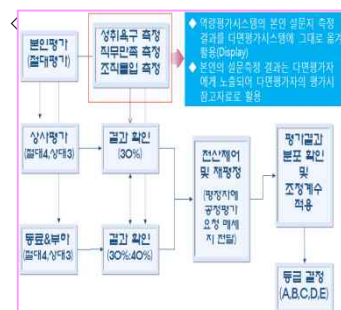 본인평가
(절대평가)
성취욕구 측정
직무만족 측정
조직몰입 측정
◆ 역량평가시스템의 본인 설문지 측정
결과를 다면평가시스템에 그대로 옮겨
활용(Display)
◆ 본인의 설문측정 결과는 다면평가자
에게 노출되어 다면평가자의 평가시
참고자료로 활용
상사평가
(절대4,상대3)
결과 확인
(30%)
동료&부하
(절대4,상대3)
결과 확인
(30%:40%)
전산제어
및 재평정
(평정자에
공정평가
요청 메세
지 전달)
평가결과
분포 확인
및
조정계수
적용
등급 결정
(A,B,C,D,E)